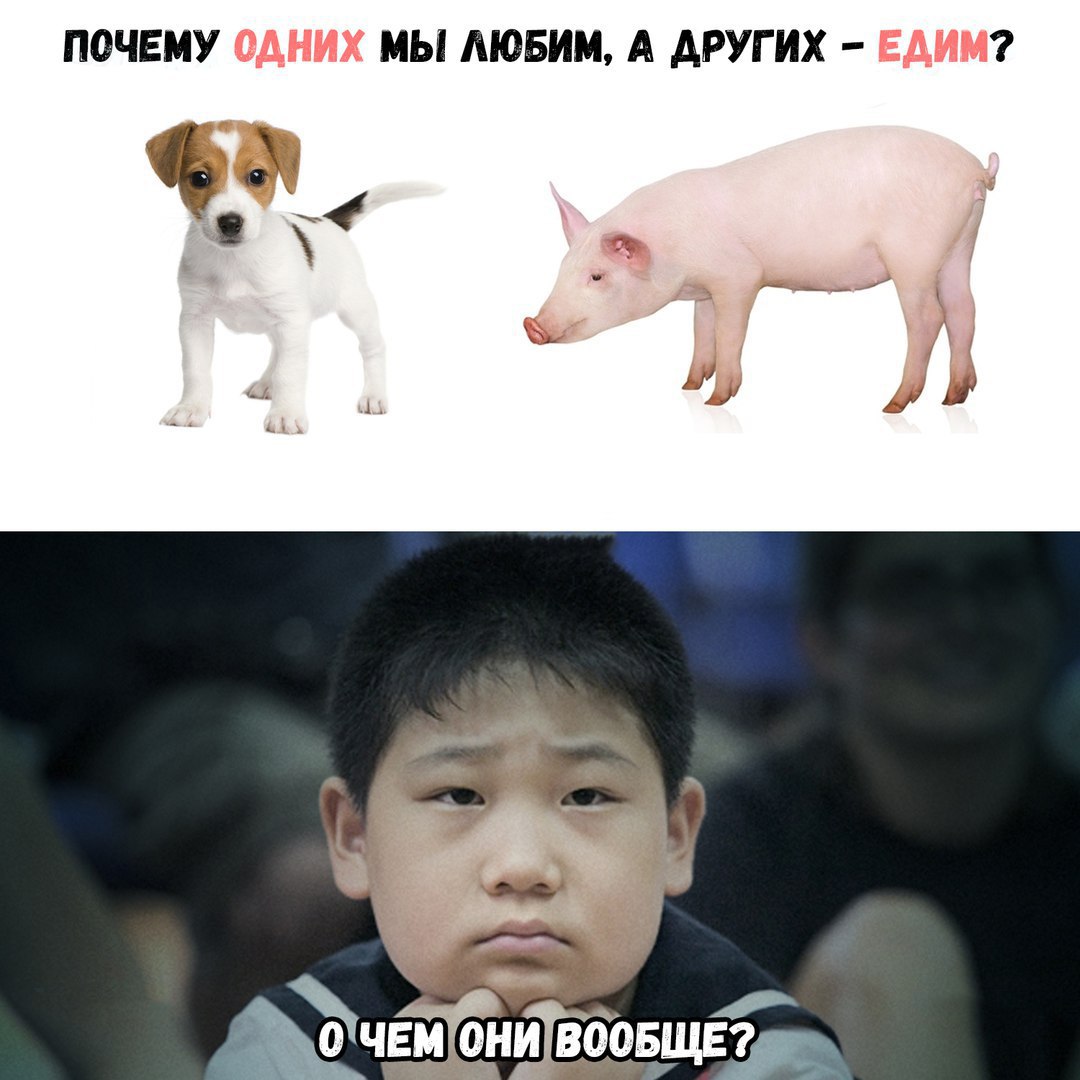 ПОЧЕМУ ОДНИХ МЫ ЛЮБИМ, А ДРУГИХ - ЕДИМ?
О ЧЕМ ОНИ ВООБЩЕ?